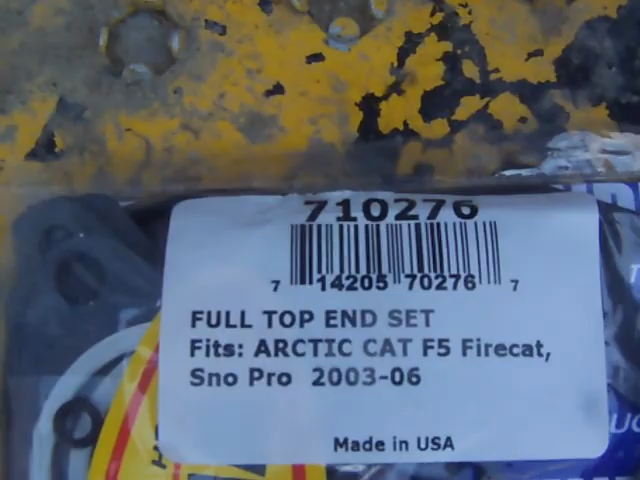 710276
7 14205 70276 7
FULL TOP END SET
Fits: ARCTIC CAT F5 Firecat,
Sno Pro 2003-06
Made in USA